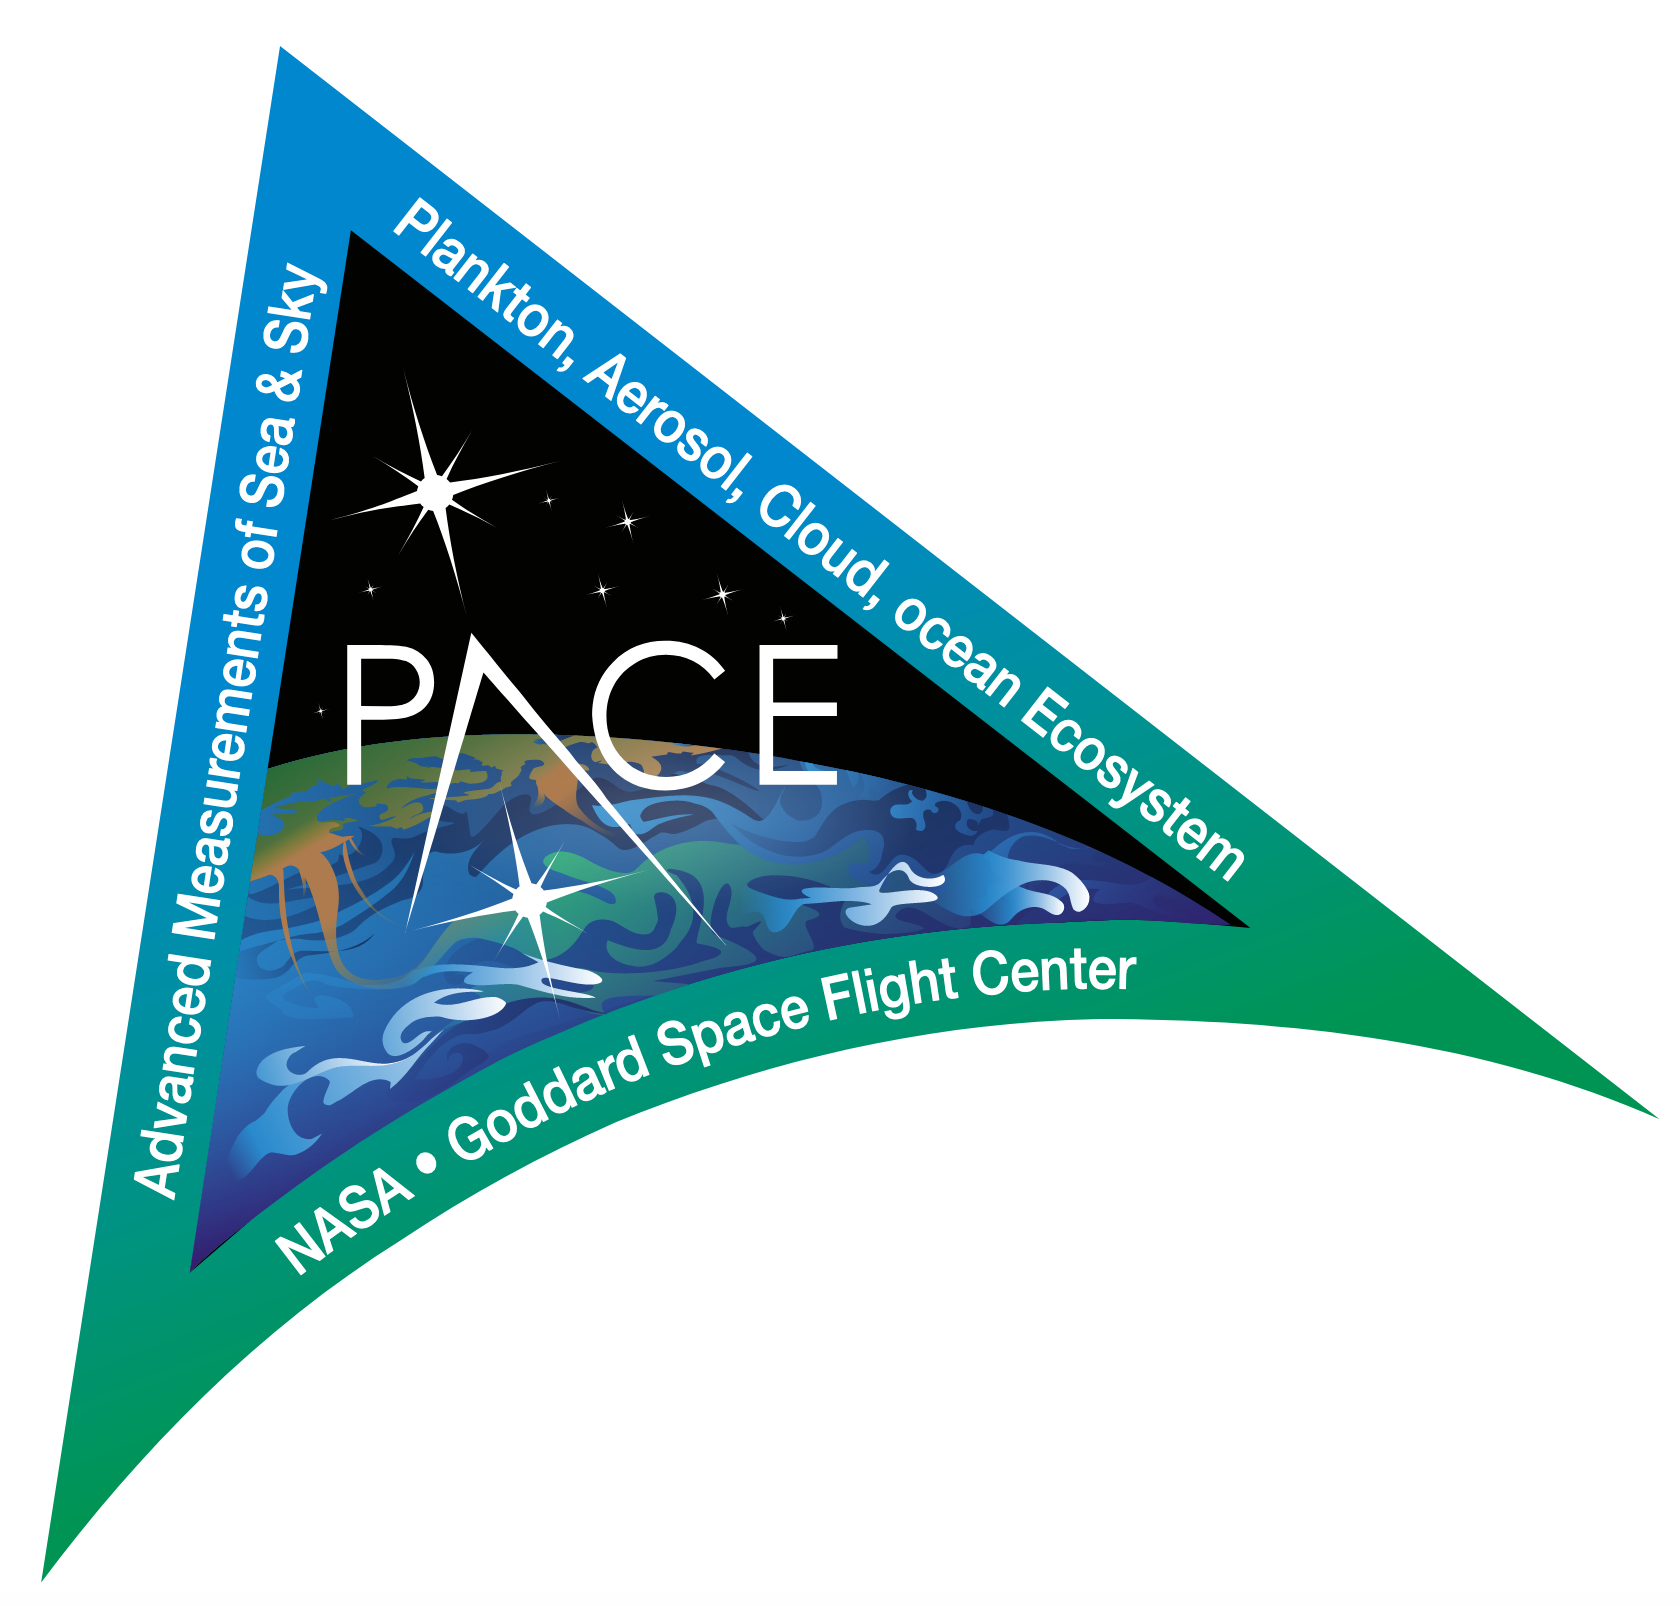 Advanced Measurements of Sea & Sky
Plankton, Aerosol, Cloud, ocean Ecosystem
PACE
NASA • Goddard Space Flight Center